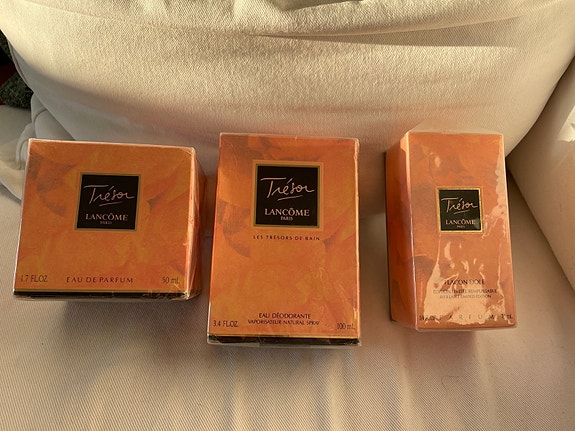 Trésor
LANCÔME
PARIS
1.7 FL.OZ.
EAU DE PARFUM
50 mL
Trésor
LANCÔME
PARIS
LES TRÉSORS DE BAIN
EAU DÉODORANTE
VAPORISATEUR NATURAL SPRAY
3.4 FL.OZ.
100 mL
Trésor
LANCÔME
PARIS
FLACON